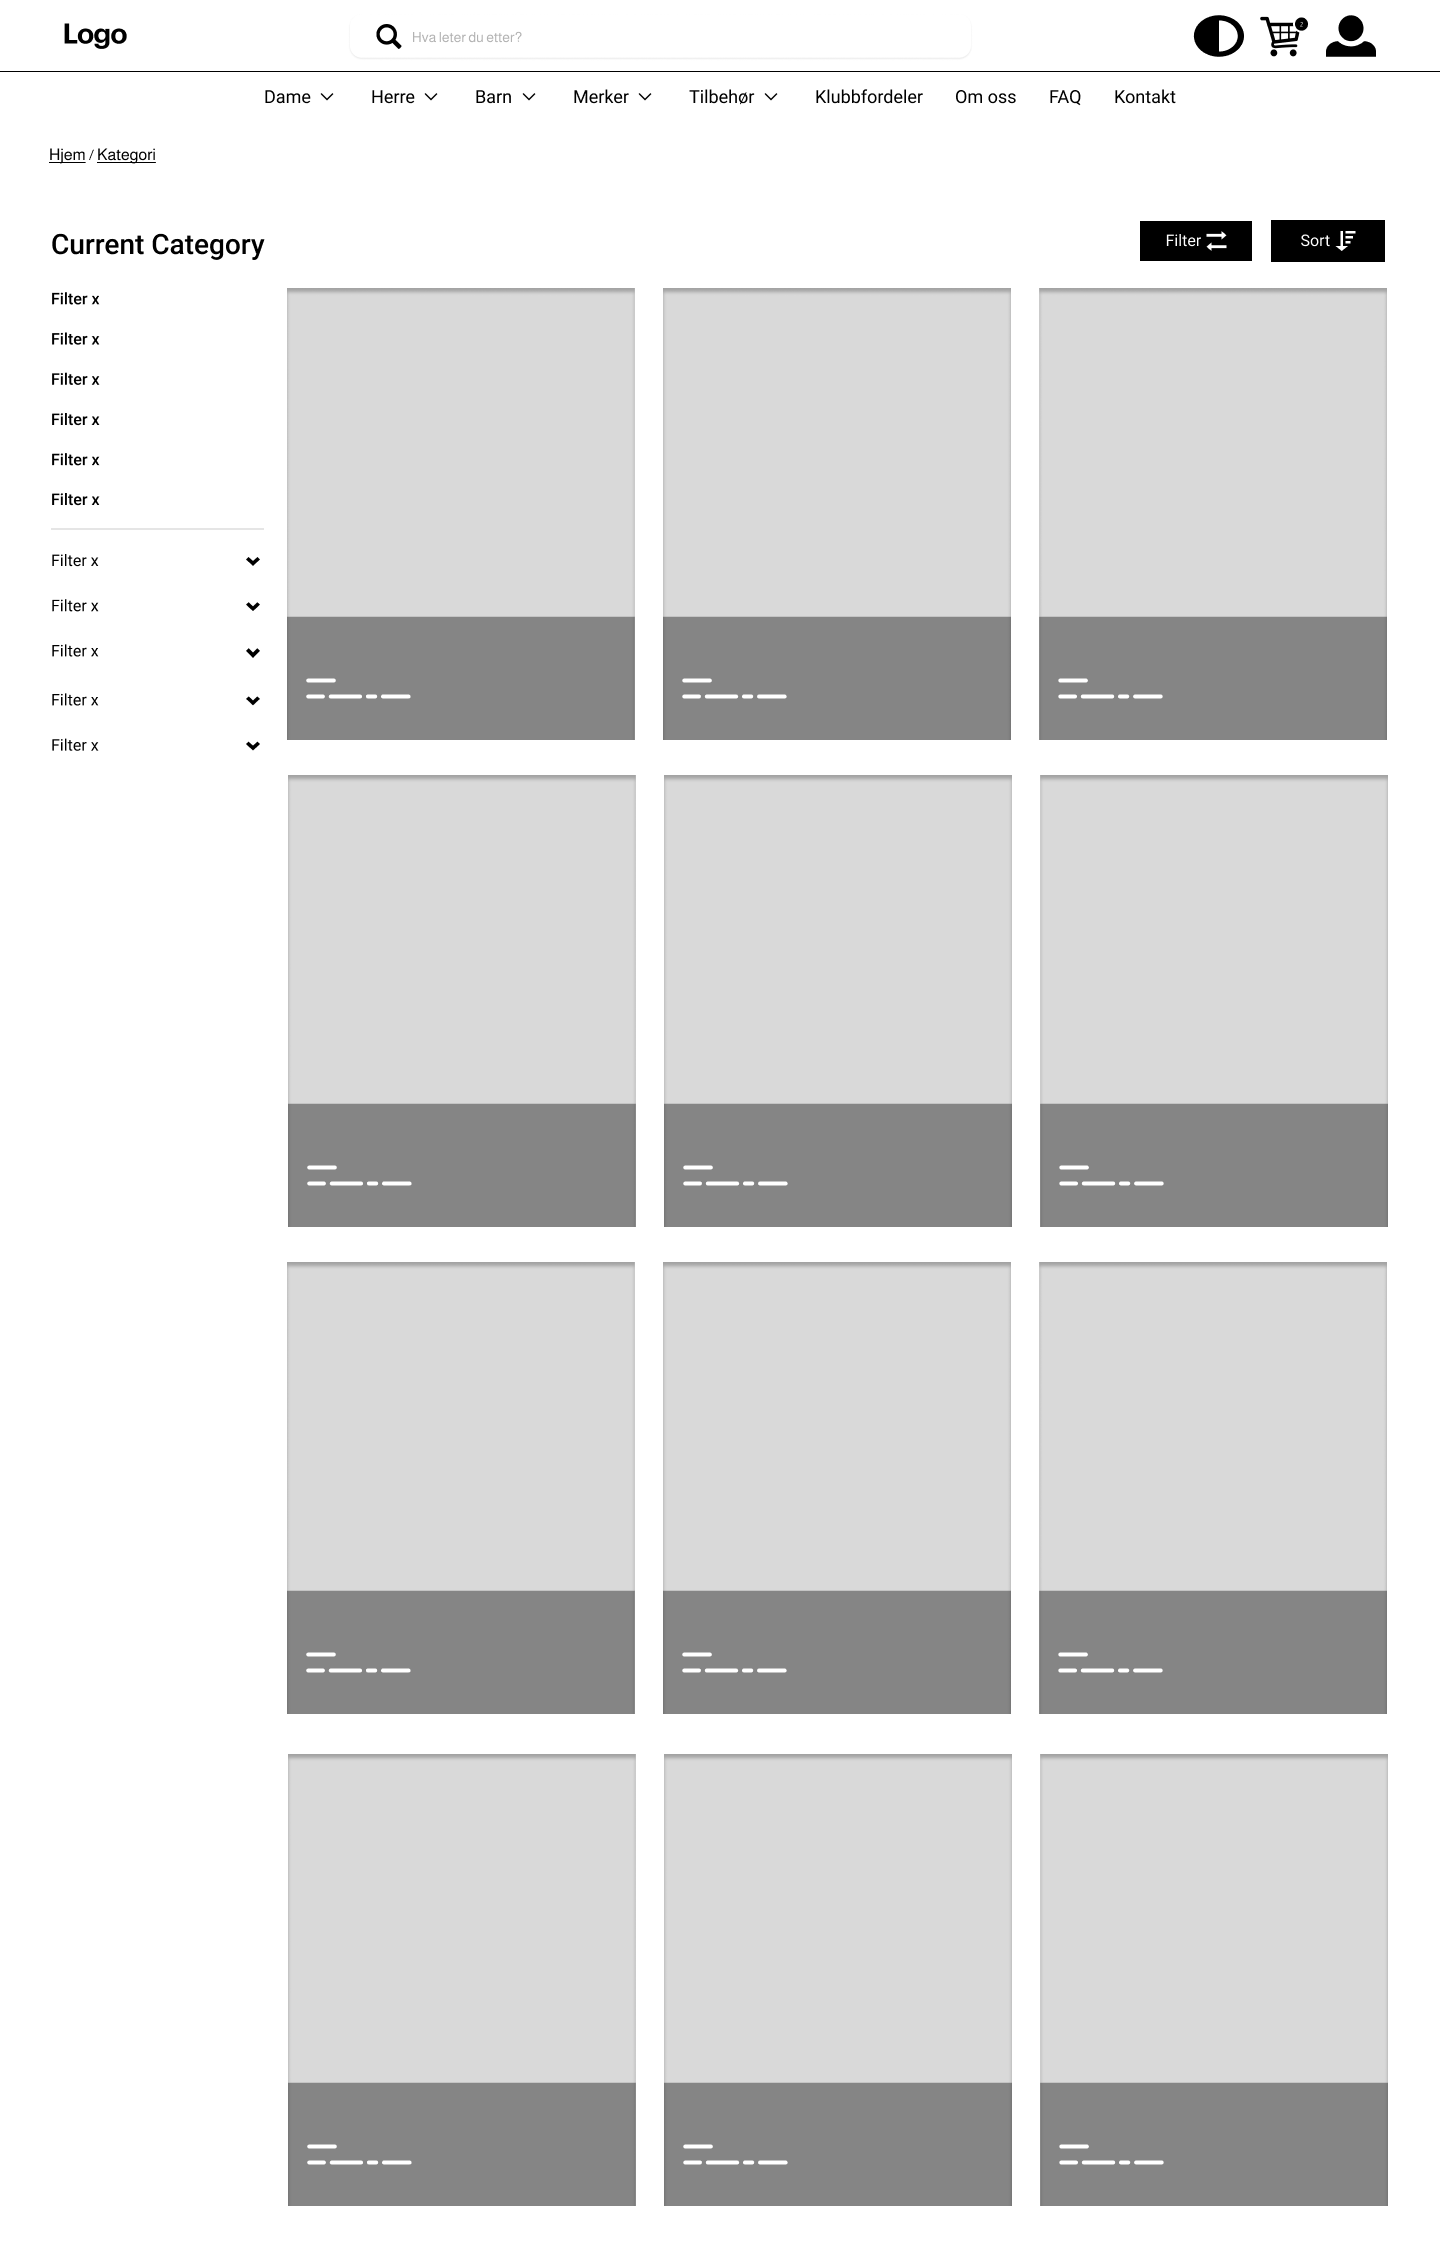 Logo
Hva leter du etter?
Dame Herre Barn Merker Tilbehør Klubbfordeler Om oss FAQ Kontakt
Hjem / Kategori
Current Category
Filter
Sort
Filter x
Filter x
Filter x
Filter x
Filter x
Filter x
Filter x
Filter x
Filter x
Filter x
Filter x